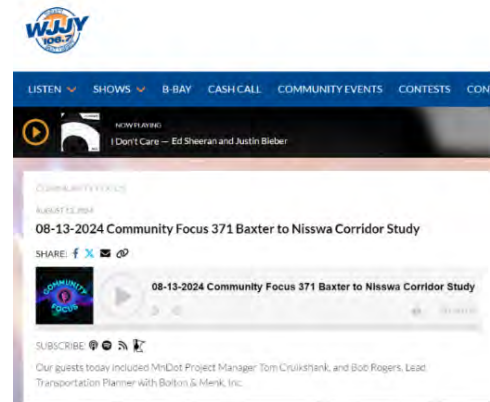 WJJY
106.7
LISTEN SHOWS B-BAY CASH CALL COMMUNITY EVENTS CONTESTS CON
NOW PLAYING
I Don't Care — Ed Sheeran and Justin Bieber
COMMUNITY FOCUS
08-13-2024 Community Focus 371 Baxter to Nisswa Corridor Study
SHARE:
COMMUNITY
FOCUS
08-13-2024 Community Focus 371 Baxter to Nisswa Corridor Study
SUBSCRIBE:
Our guests today included MnDot Project Manager Tom Cruikshank, and Bob Rogers, Lead
Transportation Planner with Bolton & Menk, Inc.